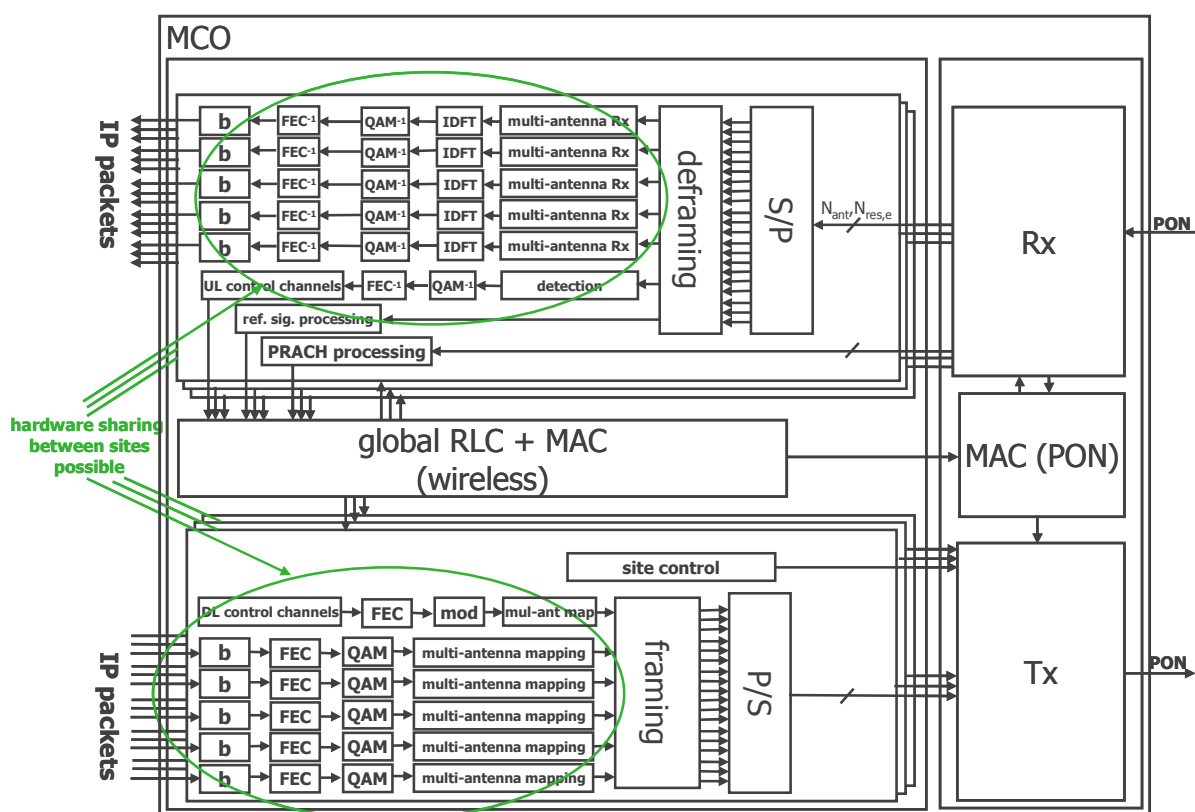 MCO
IP packets
b FEC-1 QAM-1 IDFT multi-antenna Rx
b FEC-1 QAM-1 IDFT multi-antenna Rx
b FEC-1 QAM-1 IDFT multi-antenna Rx
b FEC-1 QAM-1 IDFT multi-antenna Rx
b FEC-1 QAM-1 IDFT multi-antenna Rx
UL control channels FEC-1 QAM-1 detection
ref. sig. processing
PRACH processing
deframing
S/P
Nant,Nres,e
Rx
PON
hardware sharing
between sites
possible
global RLC + MAC
(wireless)
MAC (PON)
site control
DL control channels FEC mod mul-ant map
IP packets
b FEC QAM multi-antenna mapping
b FEC QAM multi-antenna mapping
b FEC QAM multi-antenna mapping
b FEC QAM multi-antenna mapping
b FEC QAM multi-antenna mapping
framing
P/S
Tx
PON